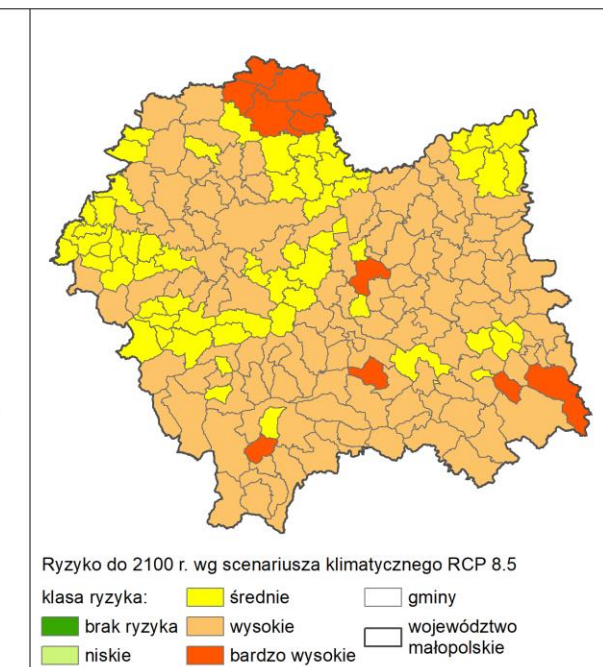 Ryzyko do 2100 r. wg scenariusza klimatycznego RCP 8.5
klasa ryzyka:
brak ryzyka
niskie
średnie
wysokie
bardzo wysokie
gminy
województwo
małopolskie